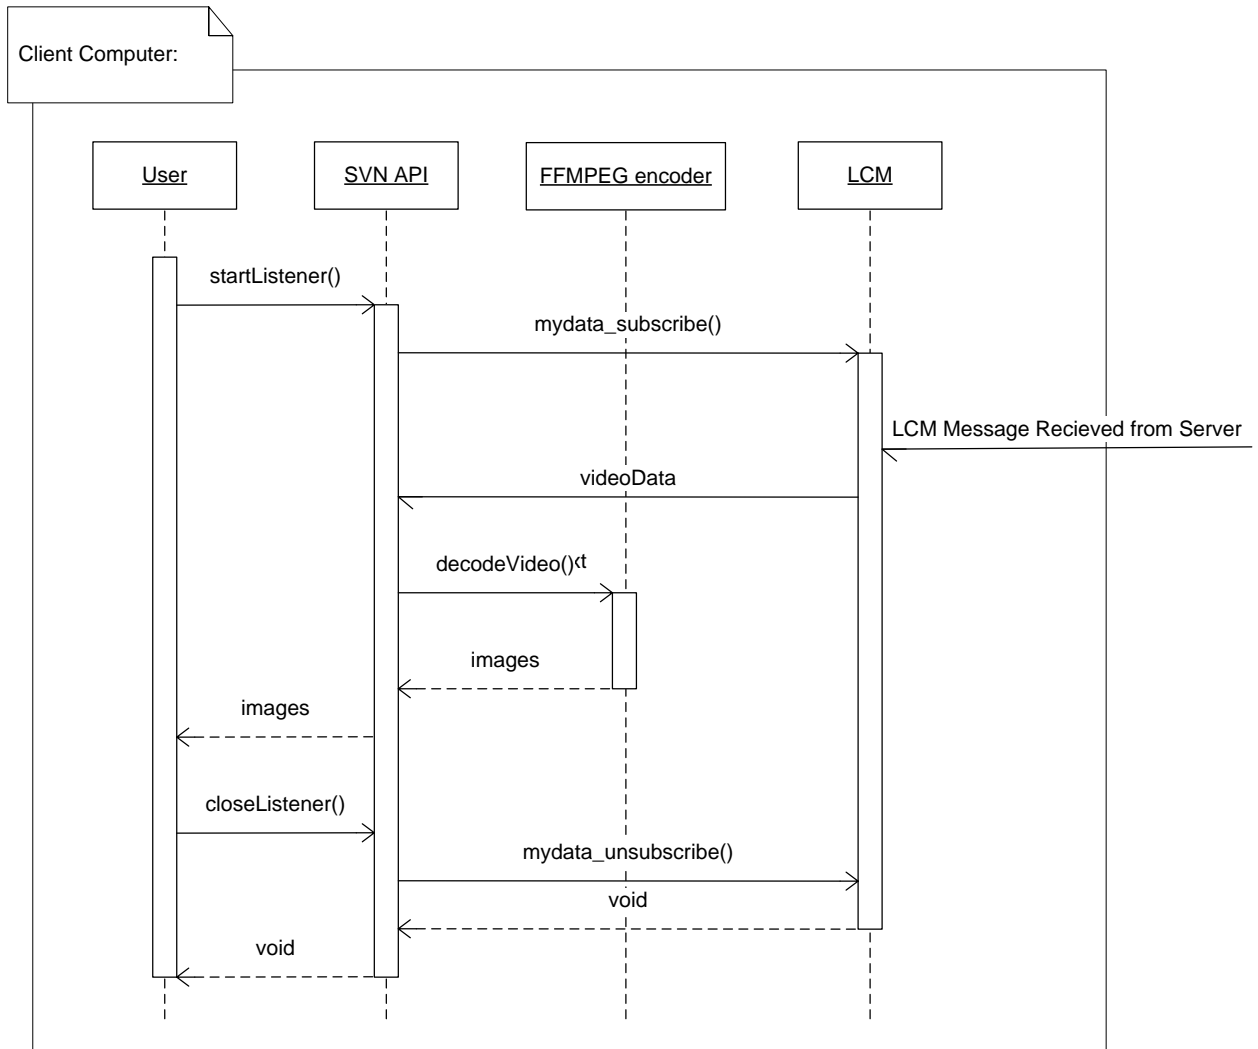 Client Computer:
User
SVN API
FFMPEG encoder
LCM
startListener()
mydata_subscribe()
LCM Message Recieved from Server
videoData
decodeVideo()
images
images
closeListener()
mydata_unsubscribe()
void
void